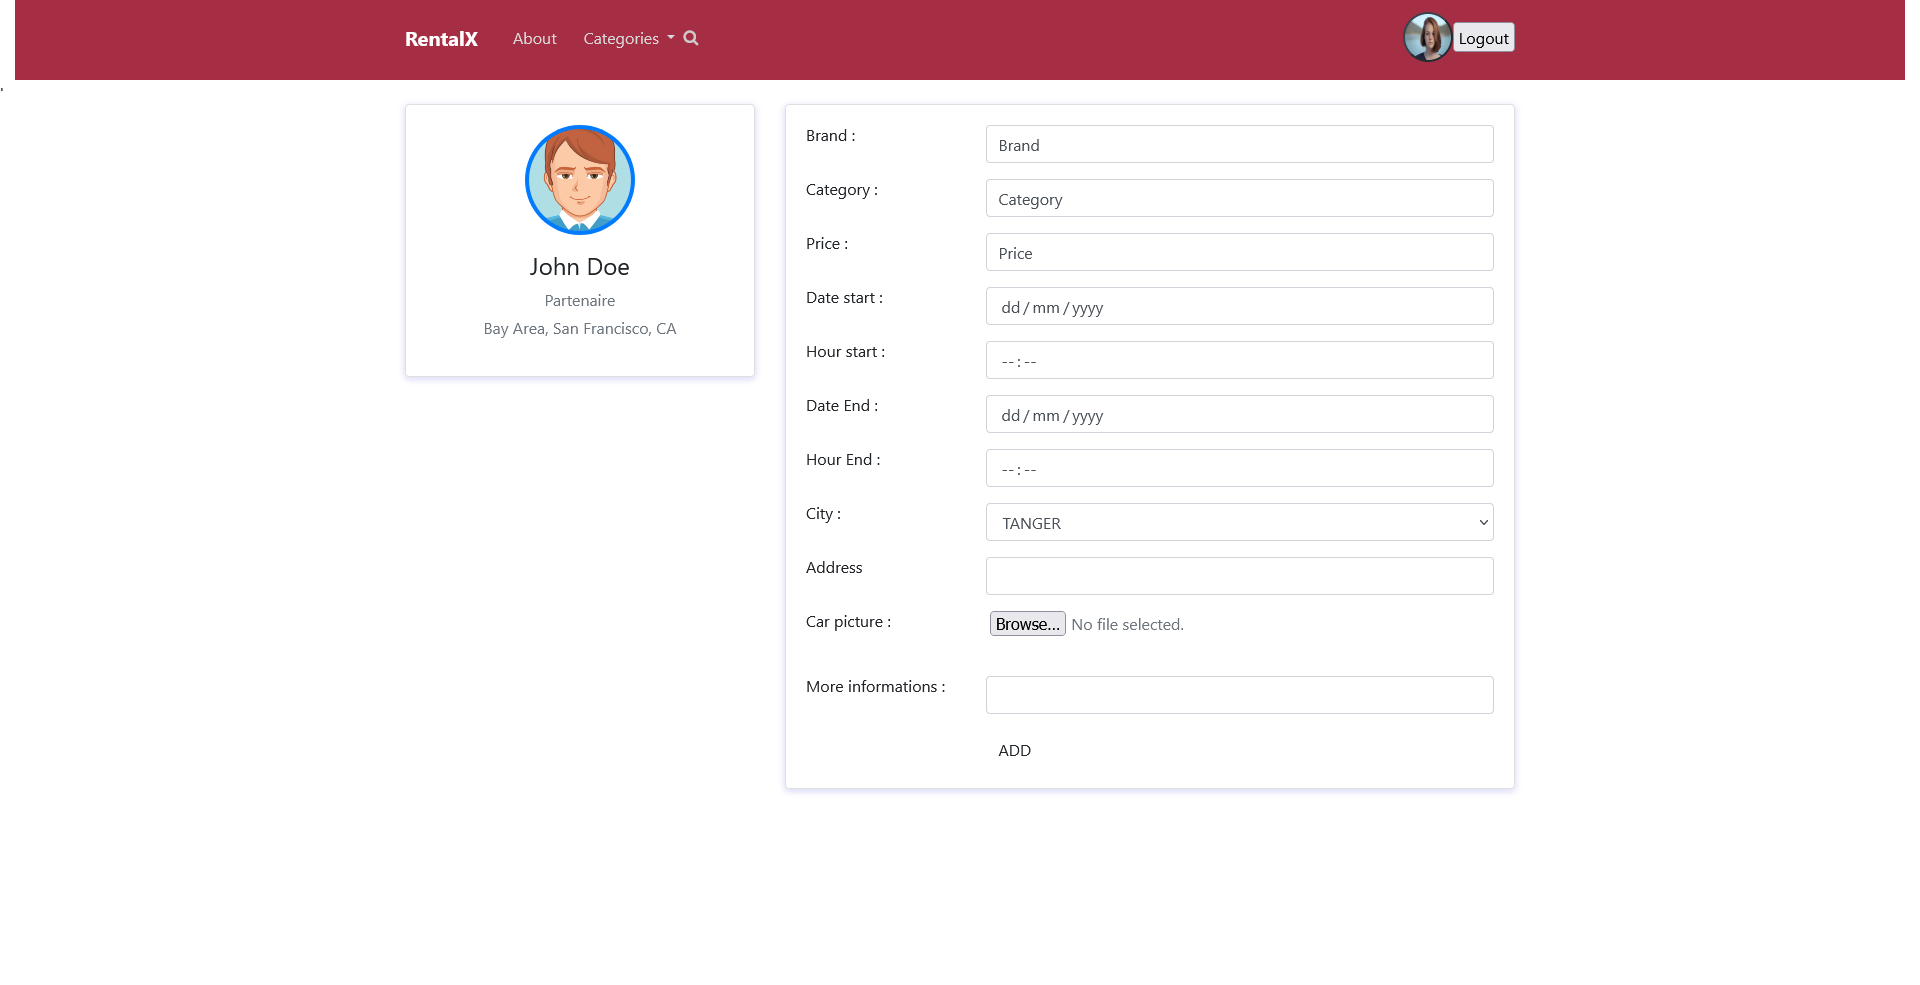 RentalX About Categories Logout
John Doe
Partenaire
Bay Area, San Francisco, CA
Brand : Brand
Category : Category
Price : Price
Date start : dd / mm / yyyy
Hour start : -- : --
Date End : dd / mm / yyyy
Hour End : -- : --
City : TANGER
Address
Car picture : Browse... No file selected.
More informations :
ADD